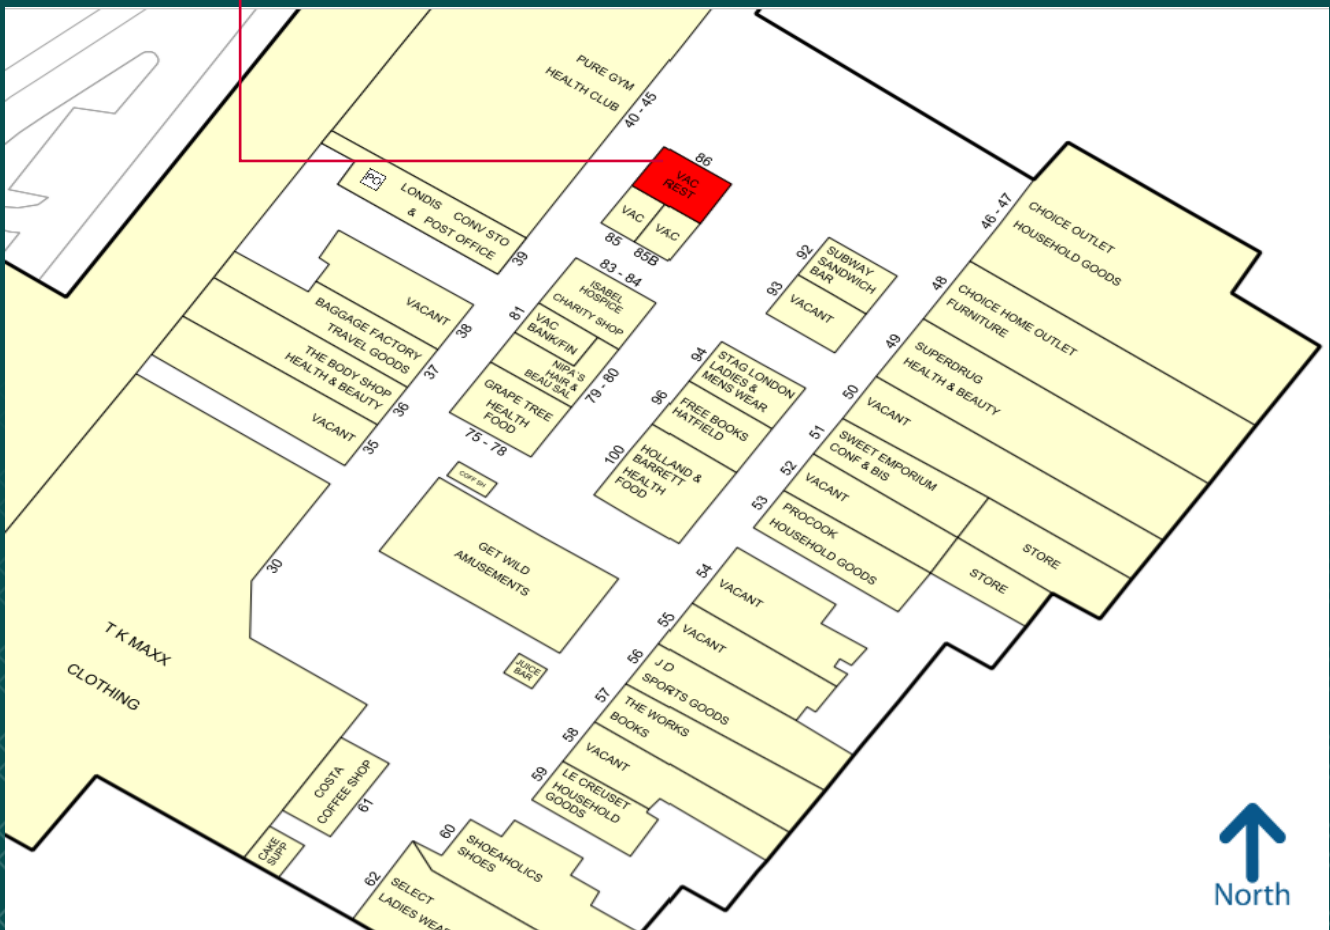 PURE GYM
HEALTH CLUB
40 - 45
86
VAC
REST
VAC
VAC
85
85B
PO
LONDIS CONV STO
& POST OFFICE
39
46 - 47
CHOICE OUTLET
HOUSEHOLD GOODS
48
CHOICE HOME OUTLET
FURNITURE
49
SUPERDRUG
HEALTH & BEAUTY
50
VACANT
51
SWEET EMPORIUM
CONF & BIS
52
VACANT
53
PROCOOK
HOUSEHOLD GOODS
STORE
STORE
92
SUBWAY
SANDWICH
BAR
93
VACANT
83 - 84
ISABEL
HOSPICE
CHARITY SHOP
81
VAC
BANK/FIN
NIPA`S
HAIR &
BEAU SAL
79 - 80
GRAPE TREE
HEALTH
FOOD
75 - 78
VACANT
38
BAGGAGE FACTORY
TRAVEL GOODS
37
THE BODY SHOP
HEALTH & BEAUTY
36
VACANT
35
94
STAG LONDON
LADIES &
MENS WEAR
96
FREE BOOKS
HATFIELD
100
HOLLAND &
BARRETT
HEALTH
FOOD
COFF SH
GET WILD
AMUSEMENTS
JUICE
BAR
30
T K MAXX
CLOTHING
54
VACANT
55
VACANT
56
J D
SPORTS GOODS
57
THE WORKS
BOOKS
58
VACANT
59
LE CREUSET
HOUSEHOLD
GOODS
COSTA
COFFEE SHOP
61
CAKE
SUPP
60
SHOEAHOLICS
SHOES
62
SELECT
LADIES WEAR
North